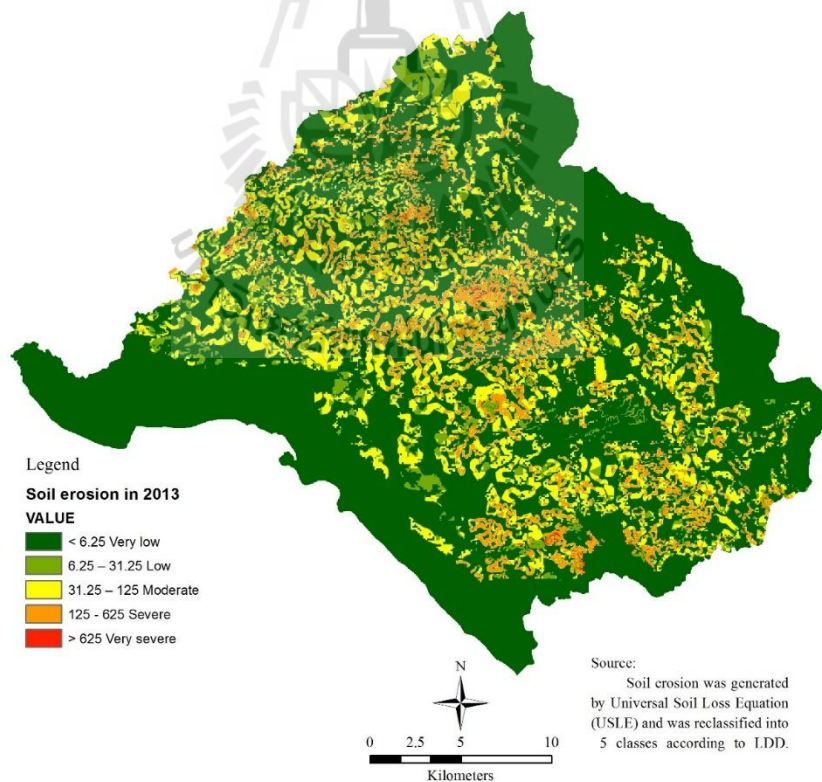 Legend
Soil erosion in 2013
VALUE
< 6.25 Very low
6.25 – 31.25 Low
31.25 – 125 Moderate
125 - 625 Severe
> 625 Very severe
N
0 2.5 5 10
Kilometers
Source:
Soil erosion was generated
by Universal Soil Loss Equation
(USLE) and was reclassified into
5 classes according to LDD.